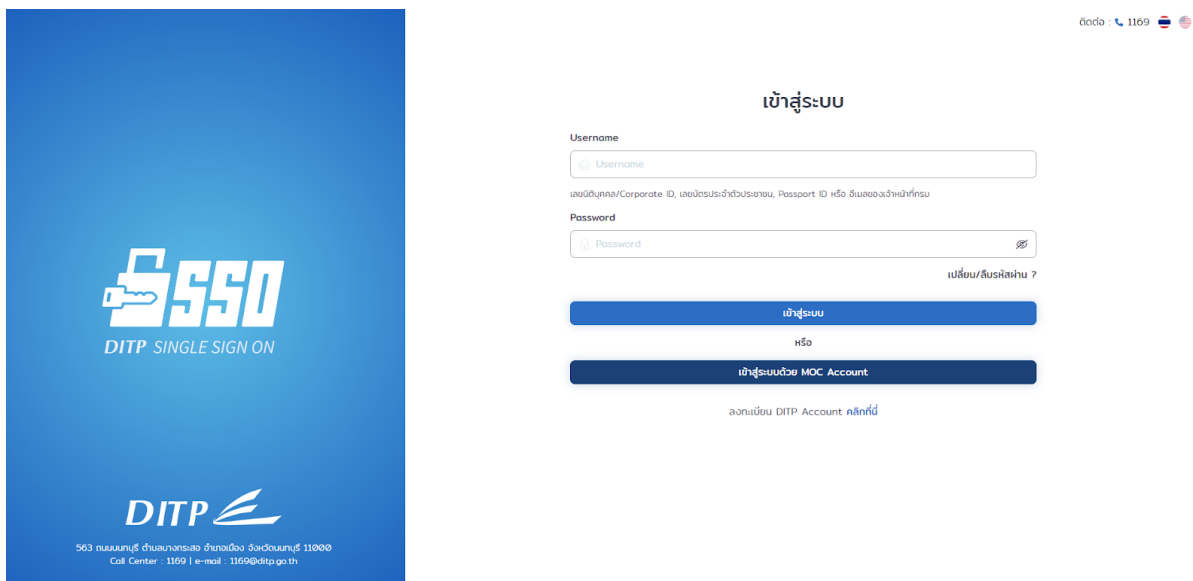 ติดต่อ : 1169
เข้าสู่ระบบ
Username
Username
เลขนิติบุคคล/Corporate ID, เลขบัตรประจำตัวประชาชน, Passport ID หรือ อีเมลของเจ้าหน้าที่กรม
Password
Password
เปลี่ยน/ลืมรหัสผ่าน ?
เข้าสู่ระบบ
หรือ
เข้าสู่ระบบด้วย MOC Account
ลงทะเบียน DITP Account คลิกที่นี่
SSO
DITP SINGLE SIGN ON
DITP
563 ถนนนนทบุรี ตำบลบางกระสอ อำเภอเมือง จังหวัดนนทบุรี 11000
Call Center : 1169 | e-mail : 1169@ditp.go.th